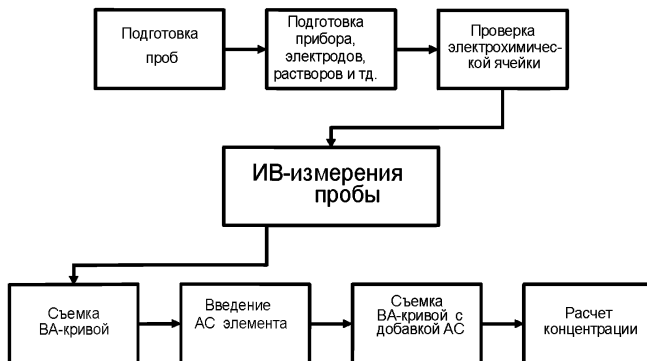 Подготовка
проб
Подготовка
прибора,
электродов,
растворов и тд.
Проверка
электрохимичес-
кой ячейки
ИВ-измерения
пробы
Съемка
ВА-кривой
Введение
АС элемента
Съемка
ВА-кривой с
добавкой АС
Расчет
концентрации